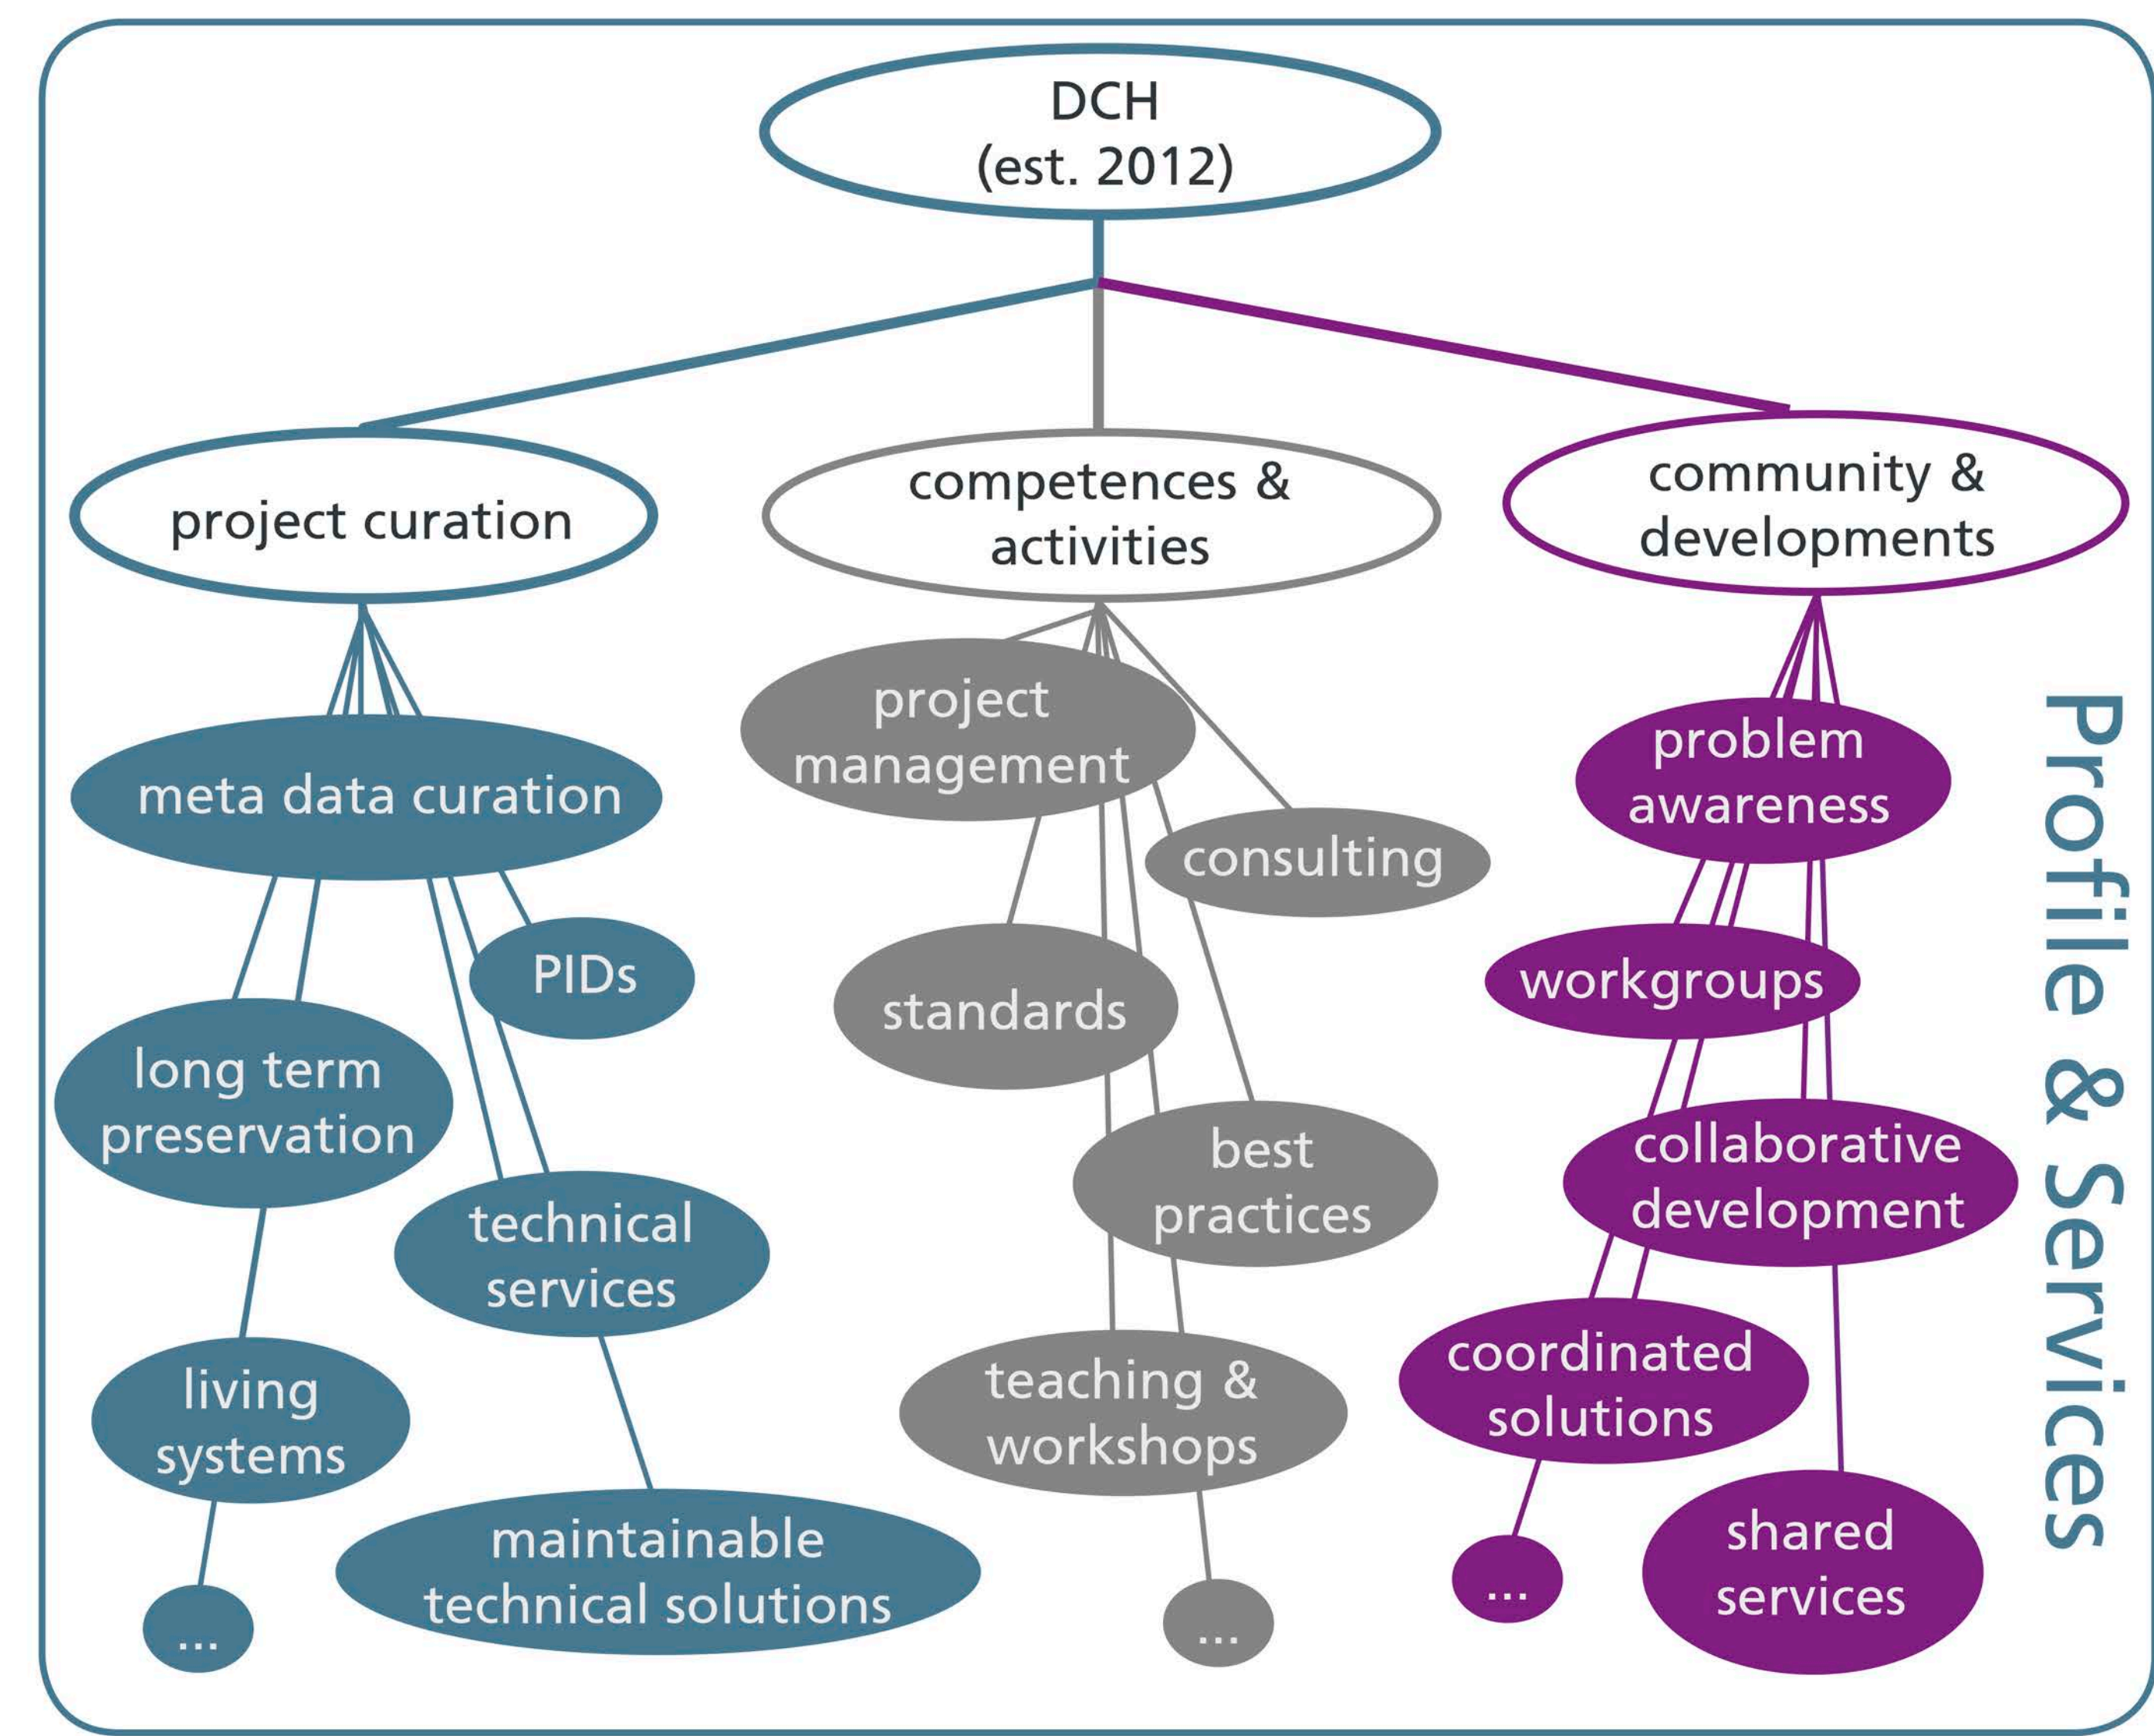 DCH
(est. 2012)
project curation
competences &
activities
community &
developments
meta data curation
PIDs
long term
preservation
technical
services
living
systems
maintainable
technical solutions
...
project
management
consulting
standards
best
practices
teaching &
workshops
...
problem
awareness
workgroups
collaborative
development
coordinated
solutions
shared
services
...
Profile & Services